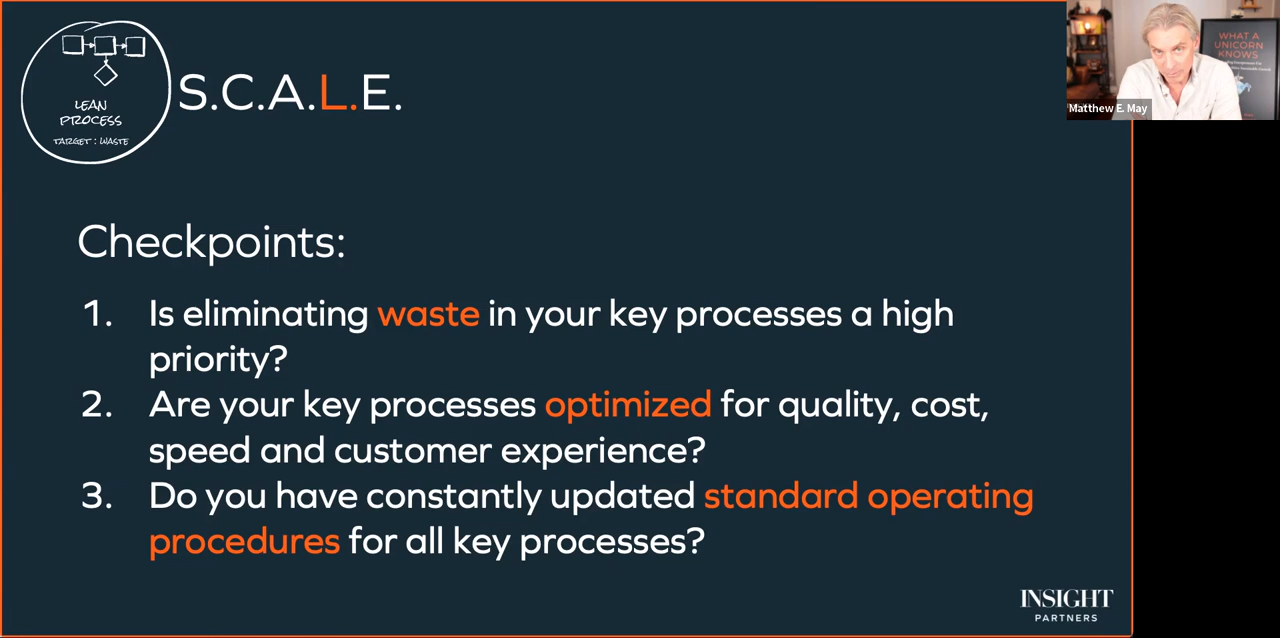 LEAN
PROCESS
TARGET : WASTE
S.C.A.L.E.
WHAT A
UNICORN
KNOWS
Matthew E. May
Checkpoints:
1. Is eliminating waste in your key processes a high
priority?
2. Are your key processes optimized for quality, cost,
speed and customer experience?
3. Do you have constantly updated standard operating
procedures for all key processes?
INSIGHT
PARTNERS